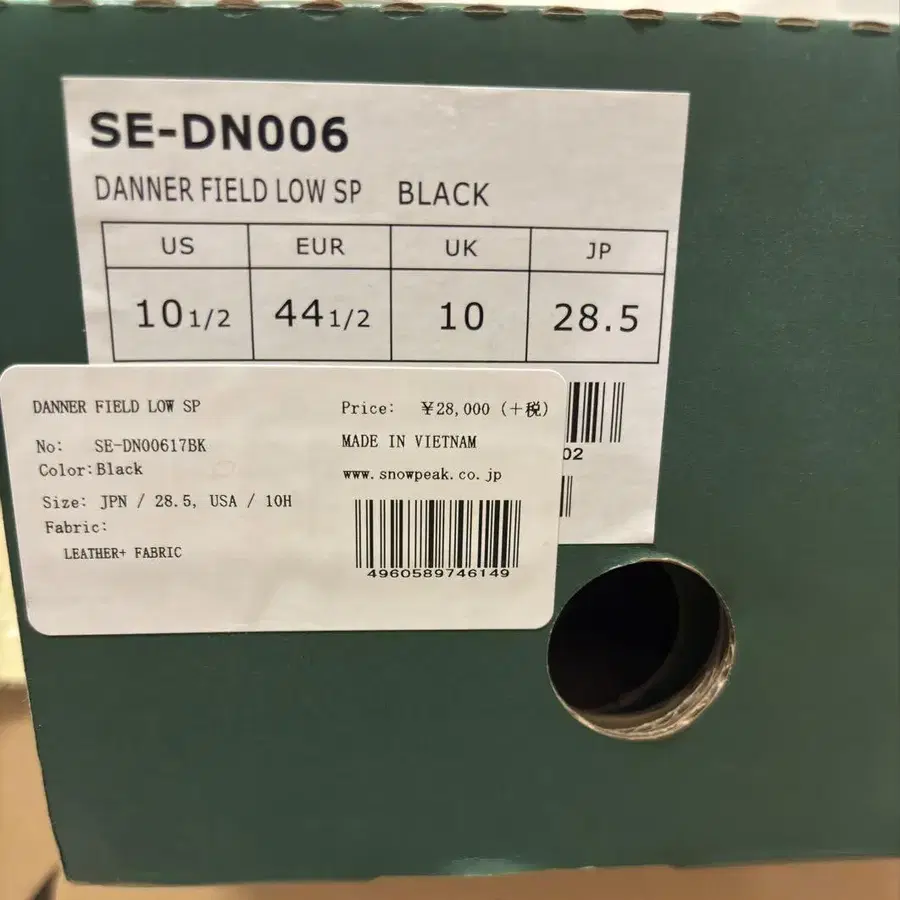 SE-DN006
DANNER FIELD LOW SP BLACK
US EUR UK JP
10 1/2 44 1/2 10 28.5
02
DANNER FIELD LOW SP
Price: ¥28,000 (+税)
No: SE-DN00617BK
MADE IN VIETNAM
Color: Black
www.snowpeak.co.jp
Size: JPN / 28.5, USA / 10H
Fabric:
LEATHER+ FABRIC
4960589746149